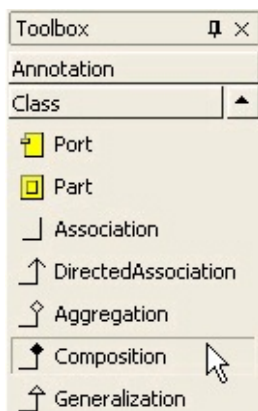 Toolbox
Annotation
Class
Port
Part
Association
DirectedAssociation
Aggregation
Composition
Generalization